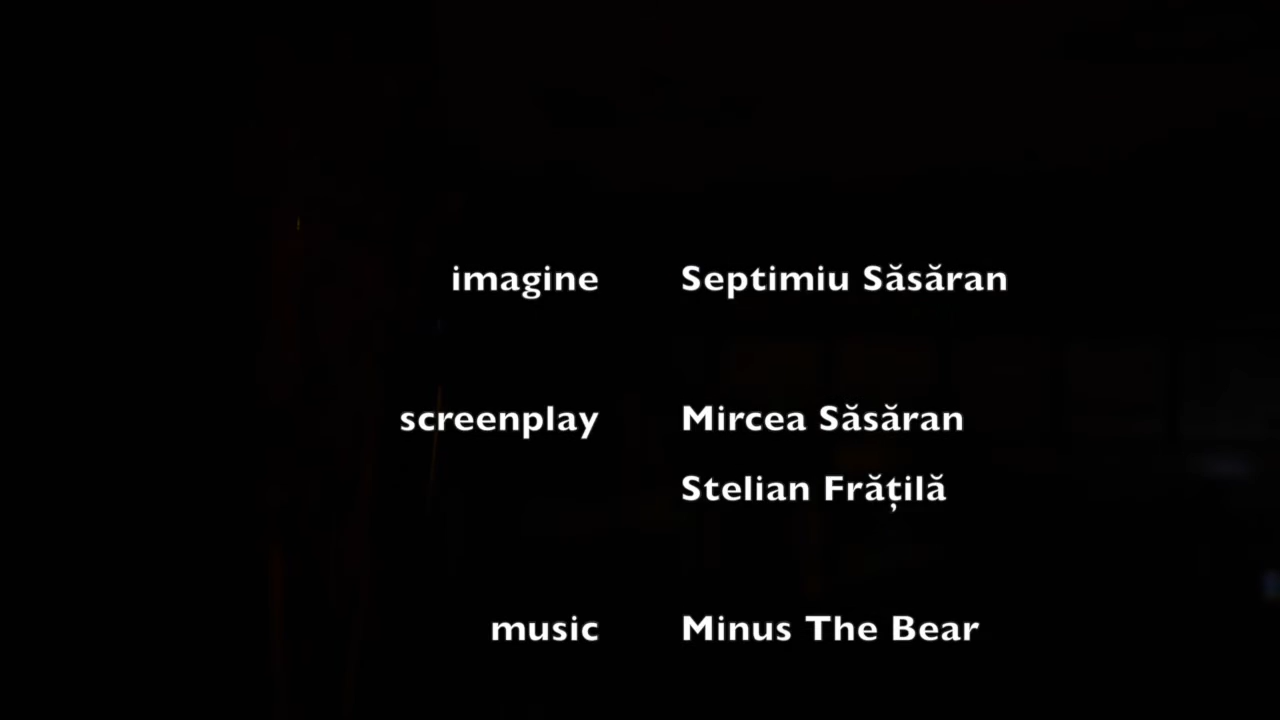 imagine Septimiu Săsăran
screenplay Mircea Săsăran
Stelian Frățilă
music Minus The Bear